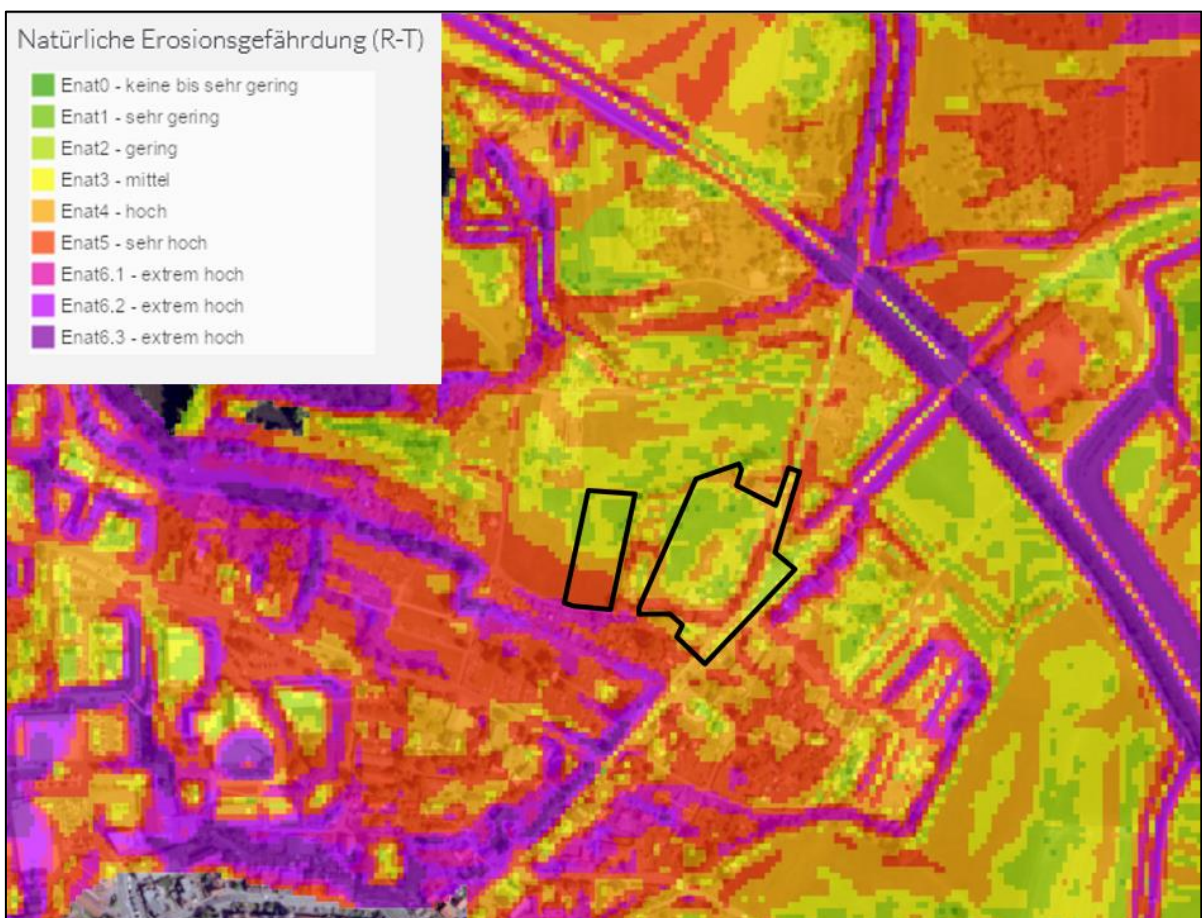 Natürliche Erosionsgefährdung (R-T)
Enat0 - keine bis sehr gering
Enat1 - sehr gering
Enat2 - gering
Enat3 - mittel
Enat4 - hoch
Enat5 - sehr hoch
Enat6.1 - extrem hoch
Enat6.2 - extrem hoch
Enat6.3 - extrem hoch